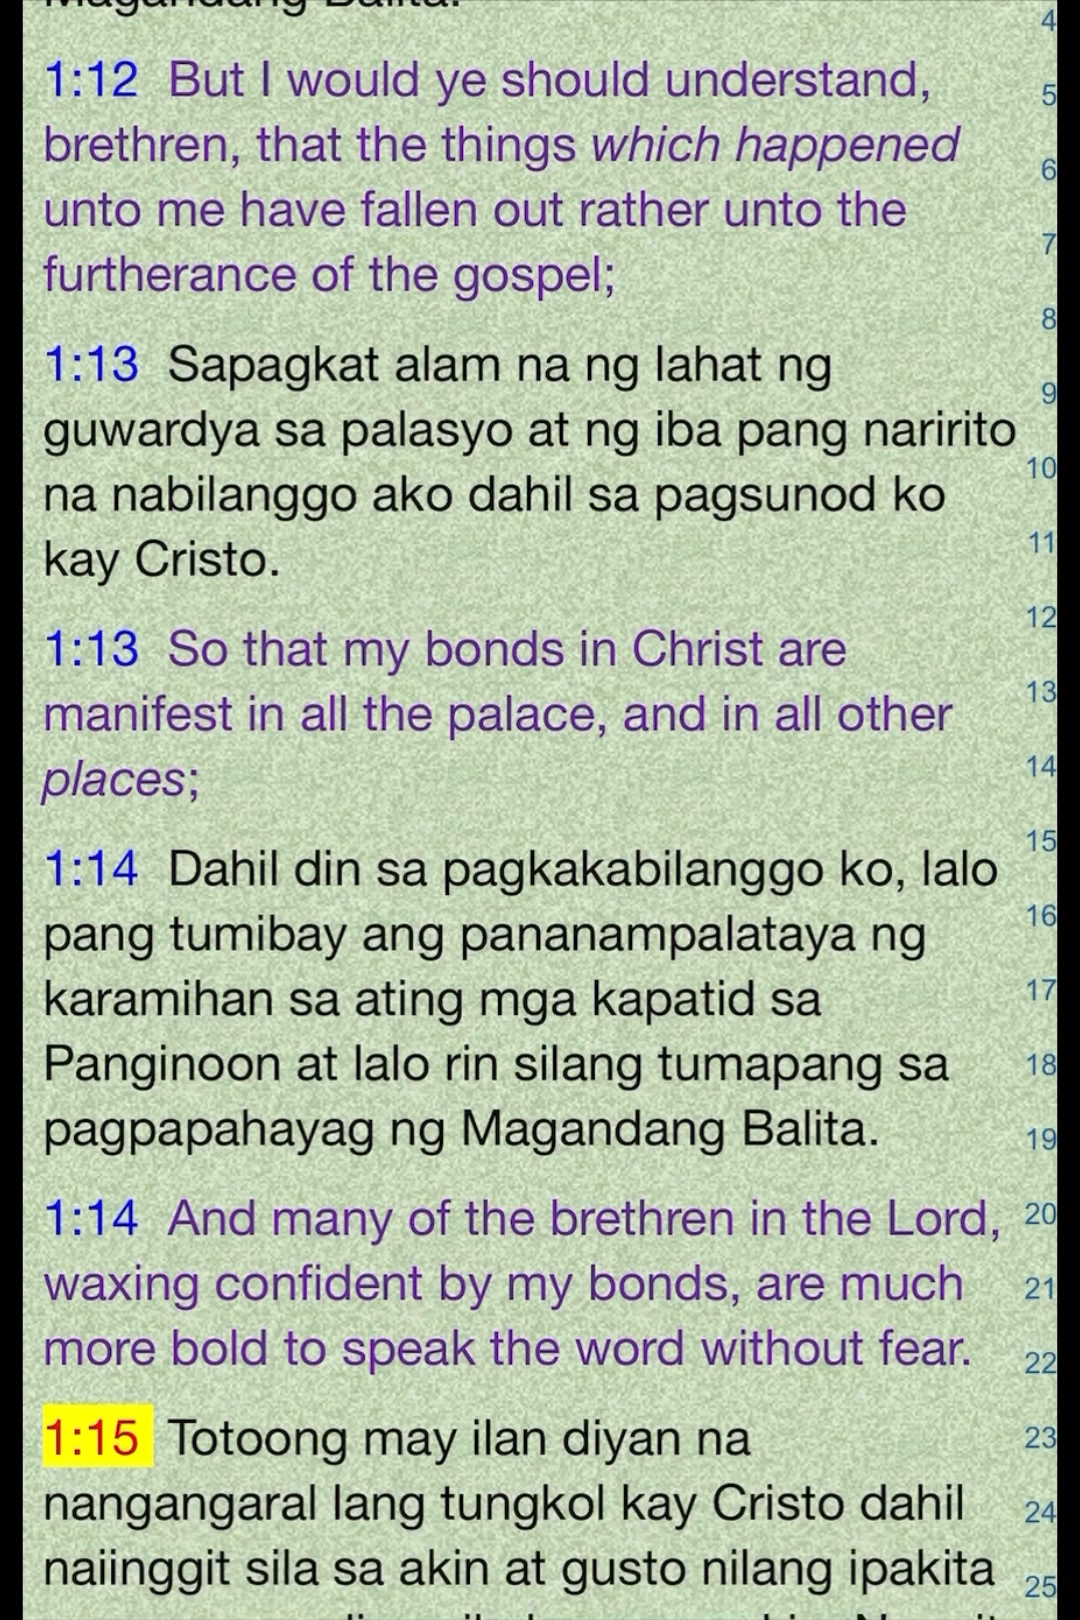 1:12 But I would ye should understand,
brethren, that the things which happened
unto me have fallen out rather unto the
furtherance of the gospel;
1:13 Sapagkat alam na ng lahat ng
guwardya sa palasyo at ng iba pang naririto
na nabilanggo ako dahil sa pagsunod ko
kay Cristo.
1:13 So that my bonds in Christ are
manifest in all the palace, and in all other
places;
1:14 Dahil din sa pagkakabilanggo ko, lalo
pang tumibay ang pananampalataya ng
karamihan sa ating mga kapatid sa
Panginoon at lalo rin silang tumapang sa
pagpapahayag ng Magandang Balita.
1:14 And many of the brethren in the Lord,
waxing confident by my bonds, are much
more bold to speak the word without fear.
1:15 Totoong may ilan diyan na
nangangaral lang tungkol kay Cristo dahil
naiinggit sila sa akin at gusto nilang ipakita
4
5
6
7
8
9
10
11
12
13
14
15
16
17
18
19
20
21
22
23
24
25